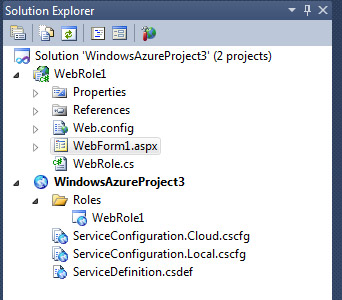 Solution Explorer
Solution 'WindowsAzureProject3' (2 projects)
WebRole1
Properties
References
Web.config
WebForm1.aspx
WebRole.cs
WindowsAzureProject3
Roles
WebRole1
ServiceConfiguration.Cloud.cscfg
ServiceConfiguration.Local.cscfg
ServiceDefinition.csdef